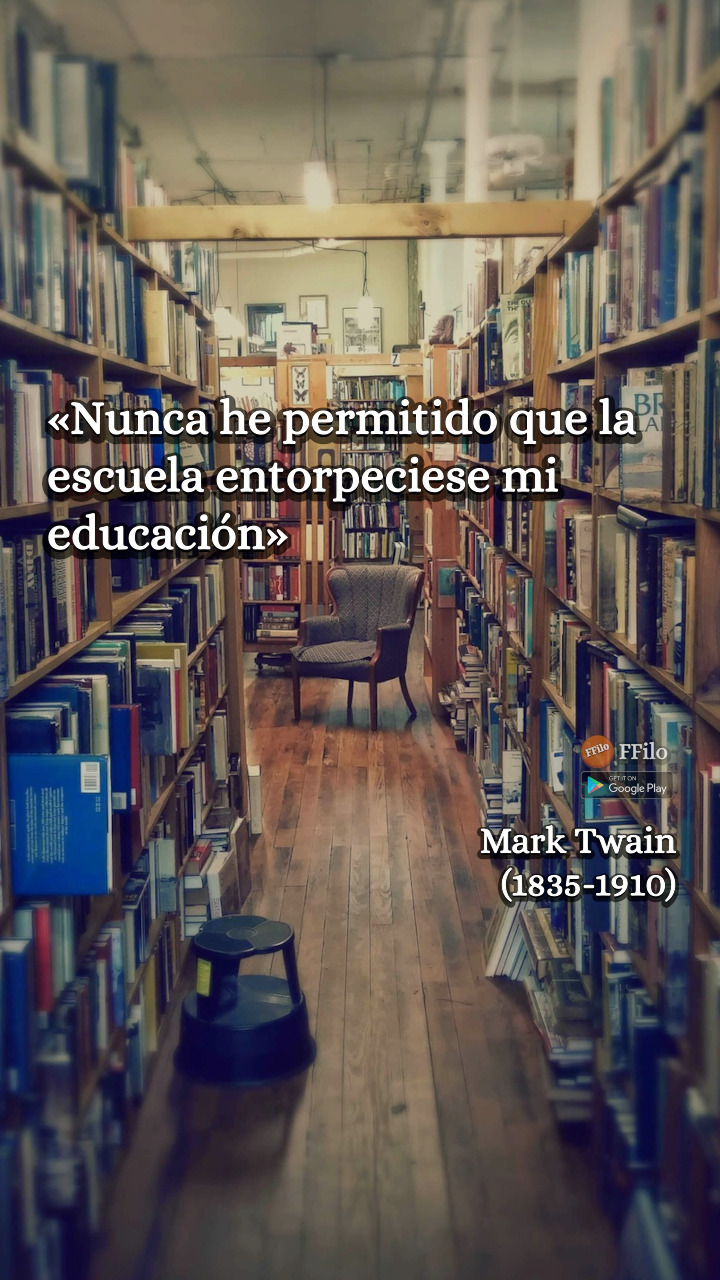 «Nunca he permitido que la
escuela entorpeciese mi
educación»
FFilo FFilo
GET IT ON
Google Play
Mark Twain
(1835-1910)